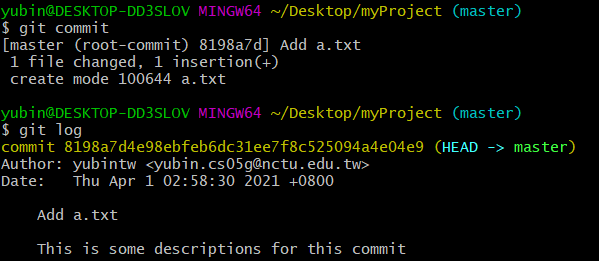 yubin@DESKTOP-DD3SLOV MINGW64 ~/Desktop/myProject (master)
$ git commit
[master (root-commit) 8198a7d] Add a.txt
 1 file changed, 1 insertion(+)
 create mode 100644 a.txt

yubin@DESKTOP-DD3SLOV MINGW64 ~/Desktop/myProject (master)
$ git log
commit 8198a7d4e98ebfeb6dc31ee7f8c525094a4e04e9 (HEAD -> master)
Author: yubintw <yubin.cs05g@nctu.edu.tw>
Date:   Thu Apr 1 02:58:30 2021 +0800

    Add a.txt

    This is some descriptions for this commit